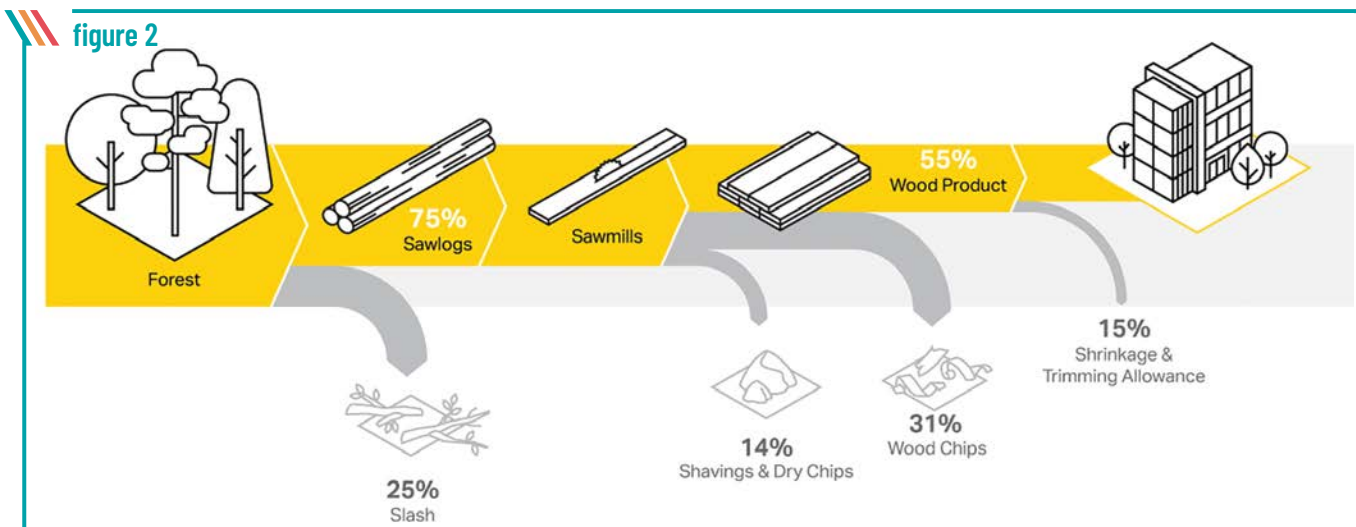 figure 2
Forest
75%
Sawlogs
Sawmills
55%
Wood Product
25%
Slash
14%
Shavings & Dry Chips
31%
Wood Chips
15%
Shrinkage &
Trimming Allowance